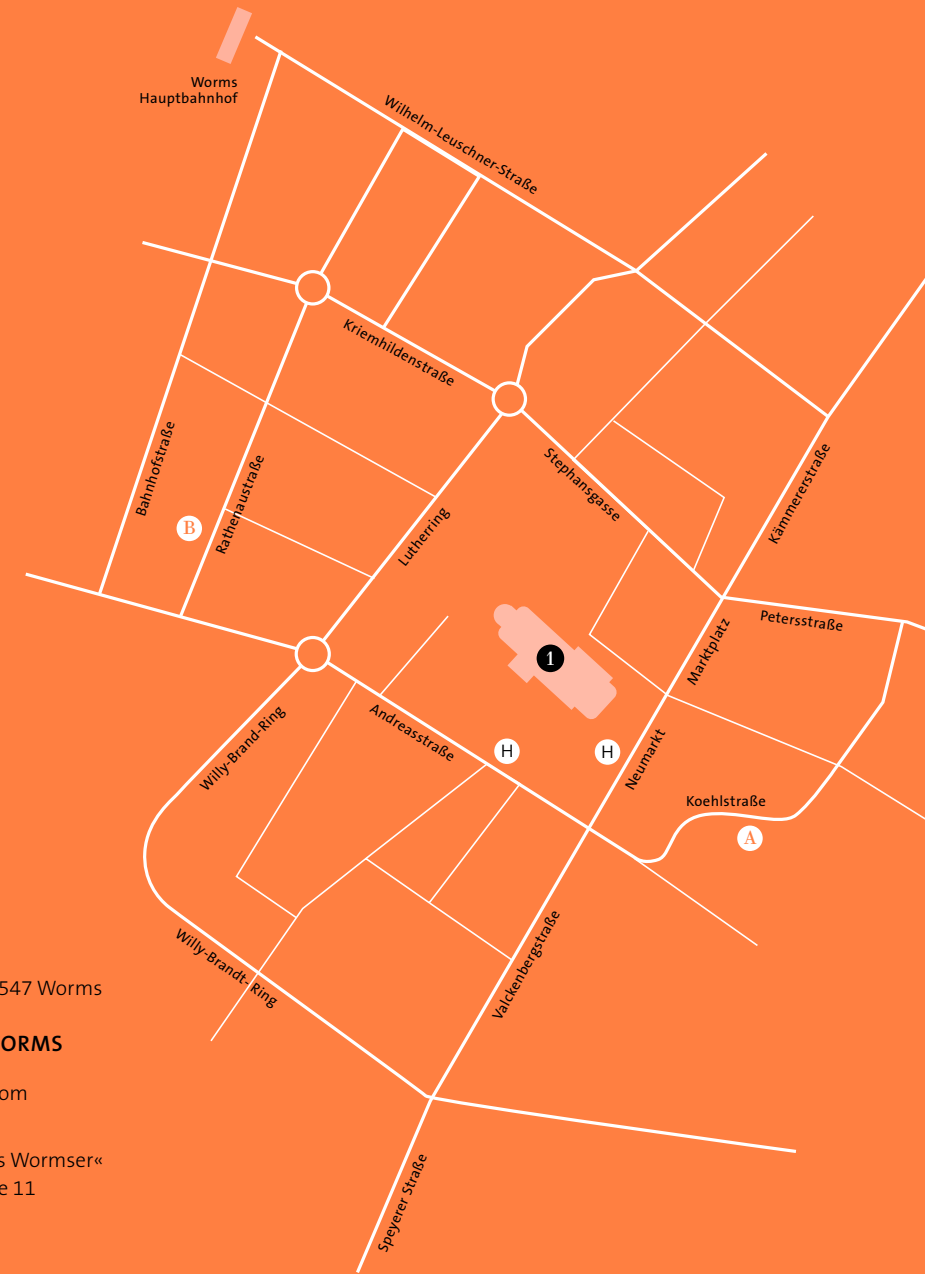 Worms
Hauptbahnhof
Wilhelm-Leuschner-Straße
Kriemhildenstraße
Bahnhofstraße
Rathenaustraße
B
Lutherring
Stephansgasse
Kämmererstraße
Petersstraße
Marktplatz
1
Andreasstraße
H
H
Neumarkt
Willy-Brand-Ring
Koehlstraße
A
Valckenbergstraße
Willy-Brandt- Ring
547 Worms
ORMS
om
s Wormser«
e 11
Speyerer Straße